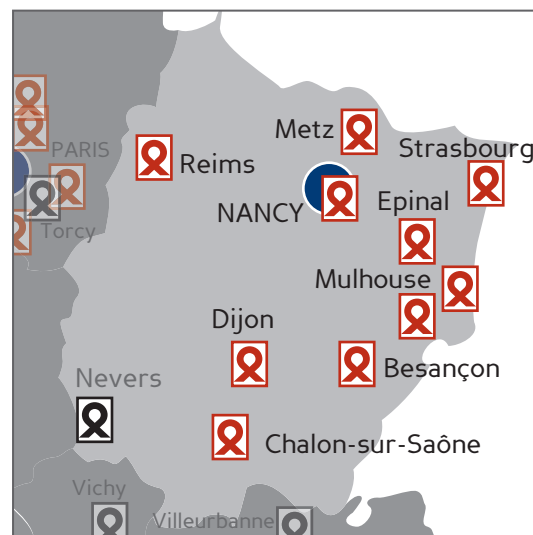 Metz
PARIS
Strasbourg
Reims
NANCY
Epinal
Torcy
Mulhouse
Dijon
Besançon
Nevers
Chalon-sur-Saône
Vichy
Villeurbanne